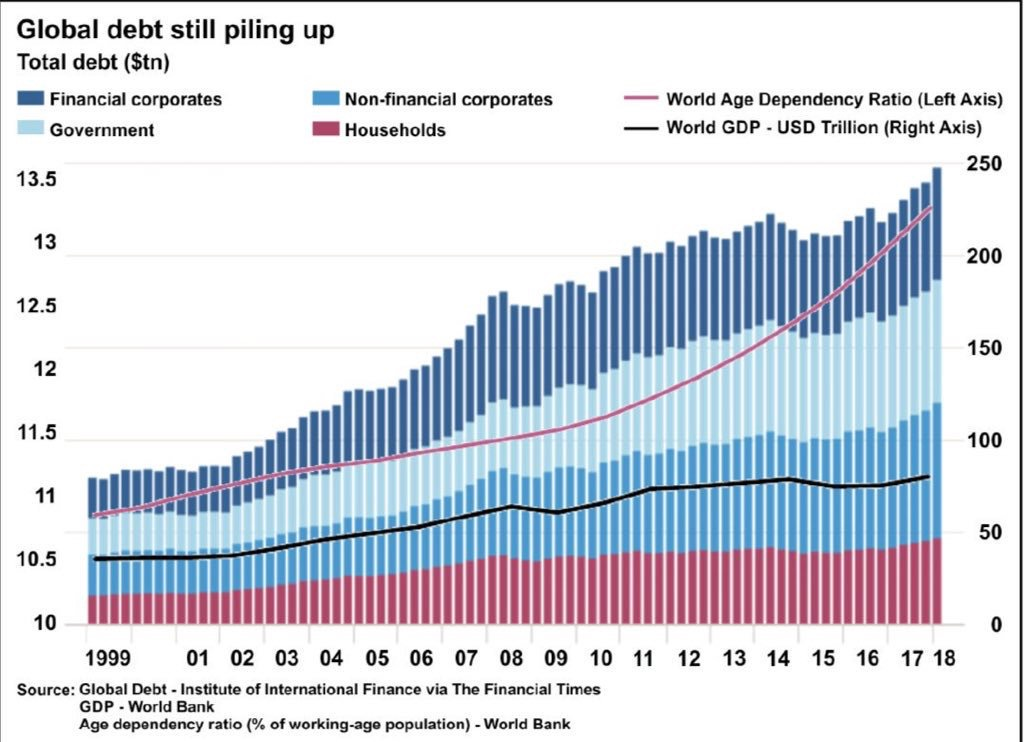 Global debt still piling up
Total debt ($tn)
Financial corporates
Non-financial corporates
World Age Dependency Ratio (Left Axis)
Government
Households
World GDP - USD Trillion (Right Axis)
13.5
13
12.5
12
11.5
11
10.5
10
250
200
150
100
50
0
1999 01 02 03 04 05 06 07 08 09 10 11 12 13 14 15 16 17 18
Source: Global Debt - Institute of International Finance via The Financial Times
GDP - World Bank
Age dependency ratio (% of working-age population) - World Bank